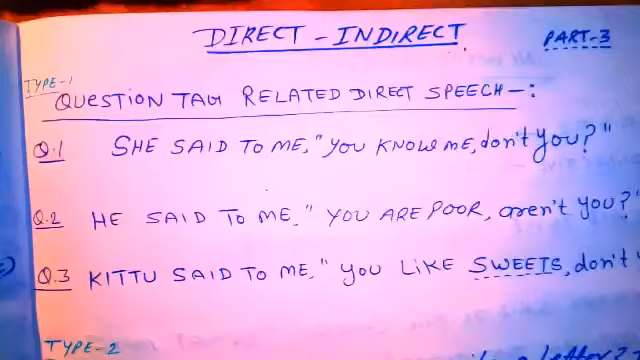 DIRECT - INDIRECT
PART-3
TYPE-1
QUESTION TAG RELATED DIRECT SPEECH-:
Q.1 SHE SAID TO ME, "YOU KNOW ME, don't you?"
Q.2 HE SAID TO ME, "YOU ARE POOR, aren't you?"
Q.3 KITTU SAID TO ME, "YOU LIKE SWEETS, don't
TYPE-2
a letter?